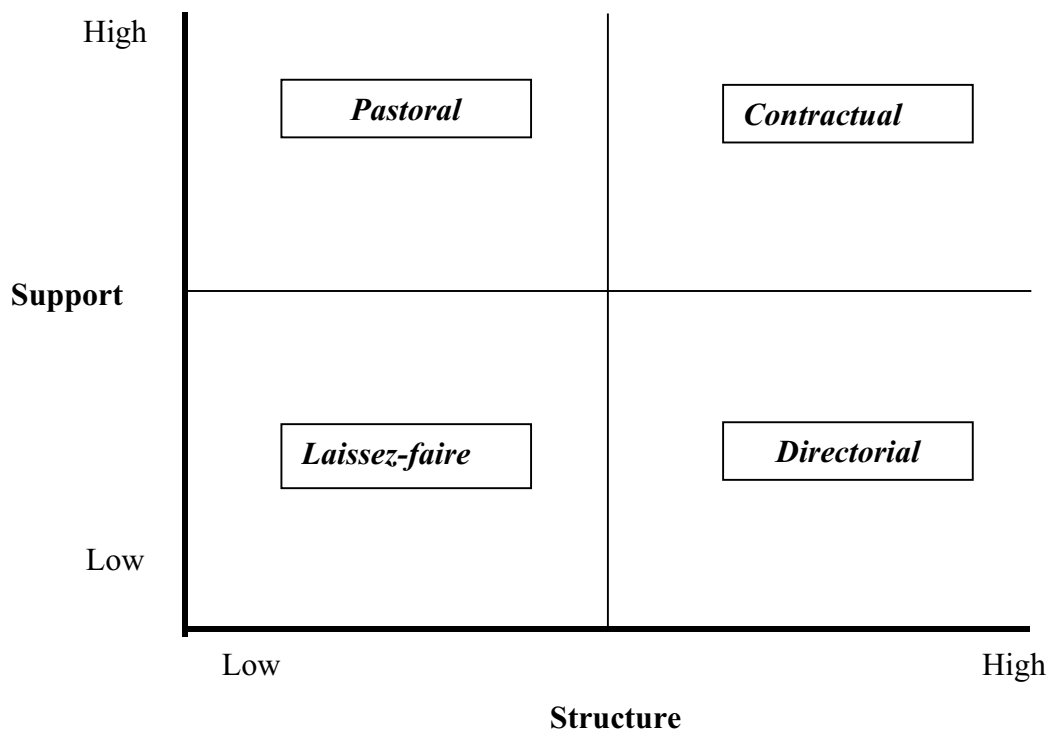 High
Pastoral
Contractual
Support
Laissez-faire
Directorial
Low
Low
High
Structure